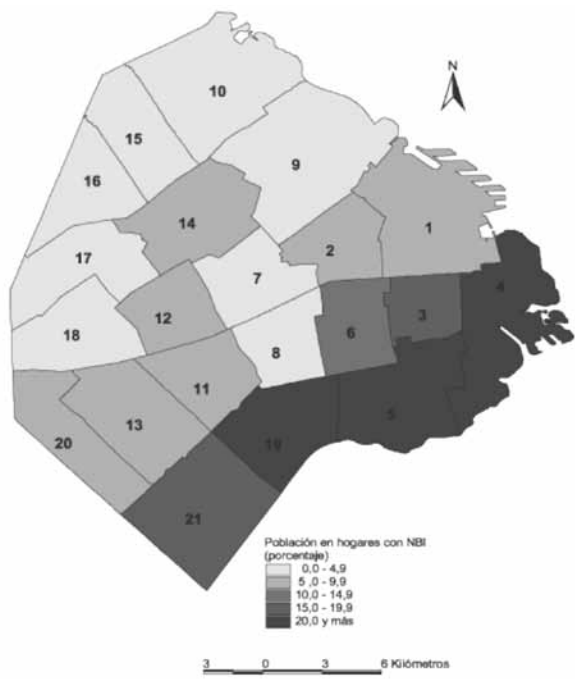 N
10
15
9
16
14
1
2
17
7
4
12
3
18
6
8
11
5
13
20
19
21
Población en hogares con NBI
(porcentaje)
0,0 - 4,9
5 ,0 - 9,9
10,0 - 14,9
15,0 - 19,9
20,0 y más
3 0 3 6 Kilómetros